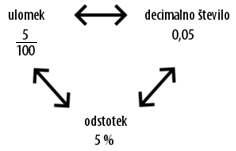 ulomek decimalno število
5/100 0,05
odstotek
5 %